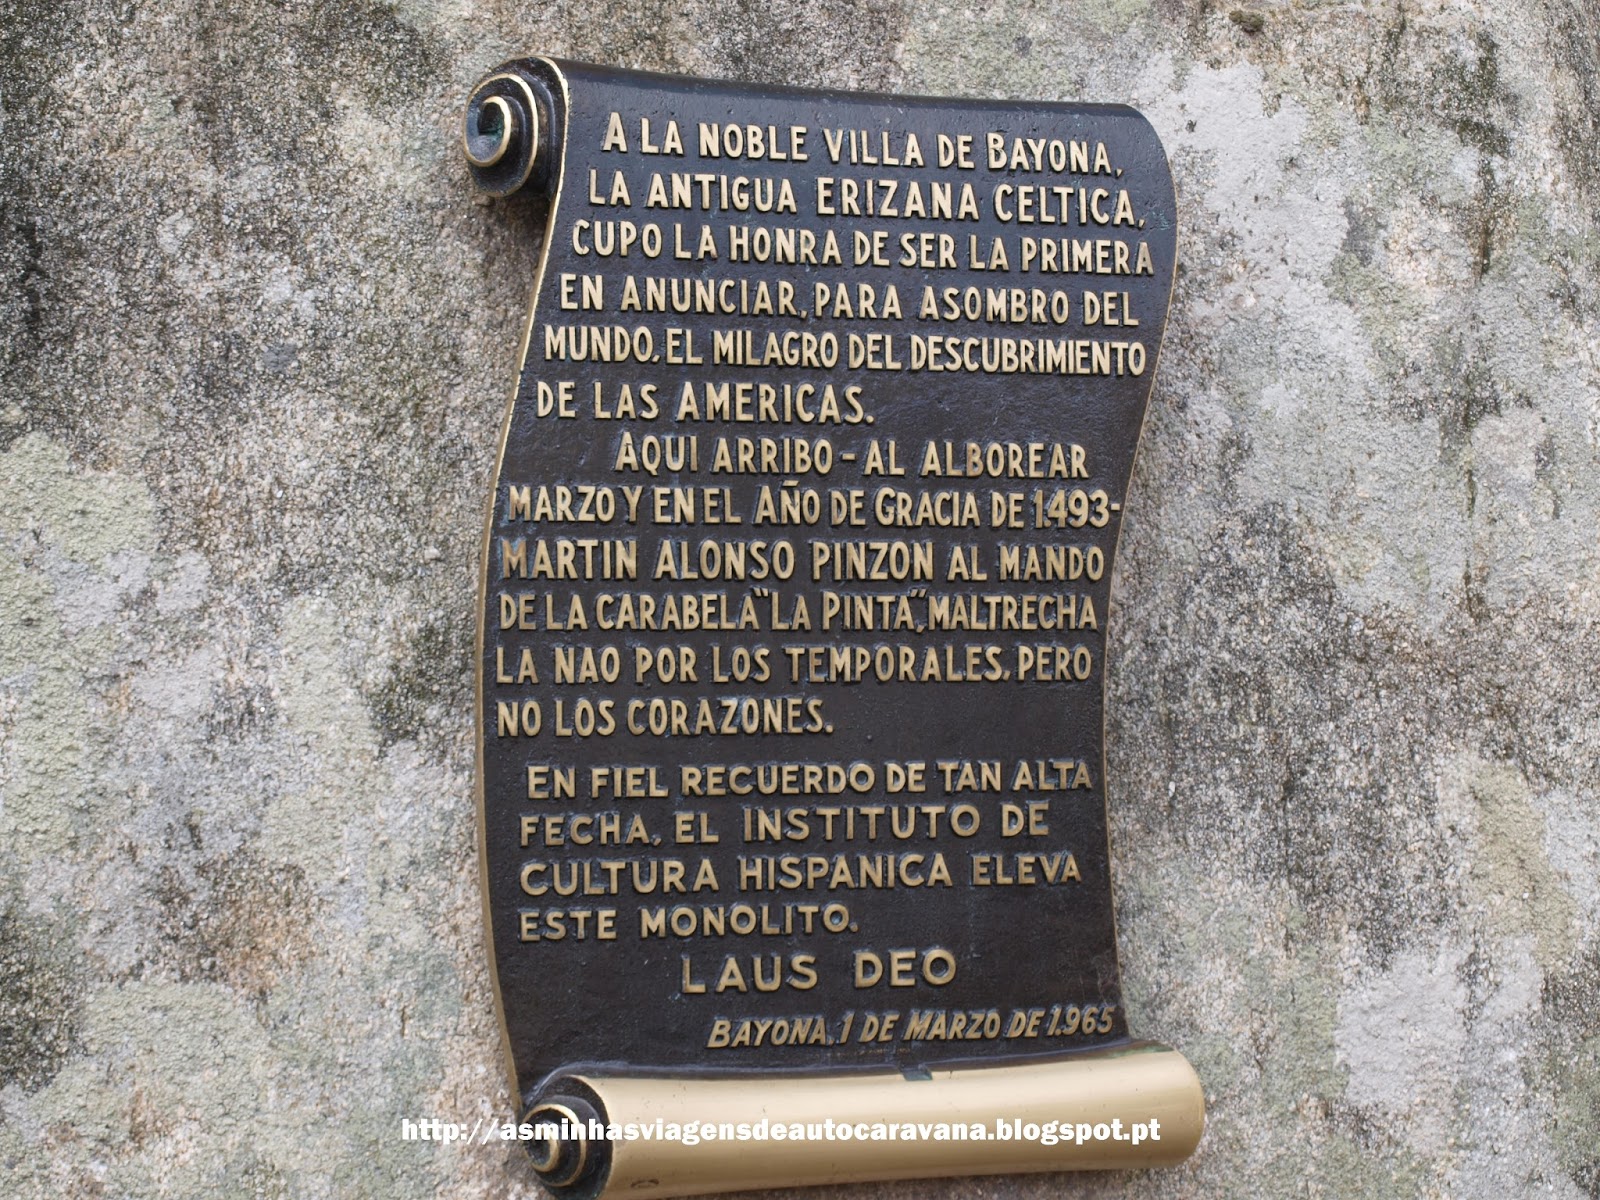 A LA NOBLE VILLA DE BAYONA,
LA ANTIGUA ERIZANA CELTICA,
CUPO LA HONRA DE SER LA PRIMERA
EN ANUNCIAR, PARA ASOMBRO DEL
MUNDO, EL MILAGRO DEL DESCUBRIMIENTO
DE LAS AMERICAS.
AQUI ARRIBO - AL ALBOREAR
MARZO Y EN EL AÑO DE GRACIA DE 1.493-
MARTIN ALONSO PINZON AL MANDO
DE LA CARABELA "LA PINTA", MALTRECHA
LA NAO POR LOS TEMPORALES, PERO
NO LOS CORAZONES.
EN FIEL RECUERDO DE TAN ALTA
FECHA, EL INSTITUTO DE
CULTURA HISPANICA ELEVA
ESTE MONOLITO.
LAUS DEO
BAYONA, 1 DE MARZO DE 1.965
http://asminhasviagensdeautocaravana.blogspot.pt